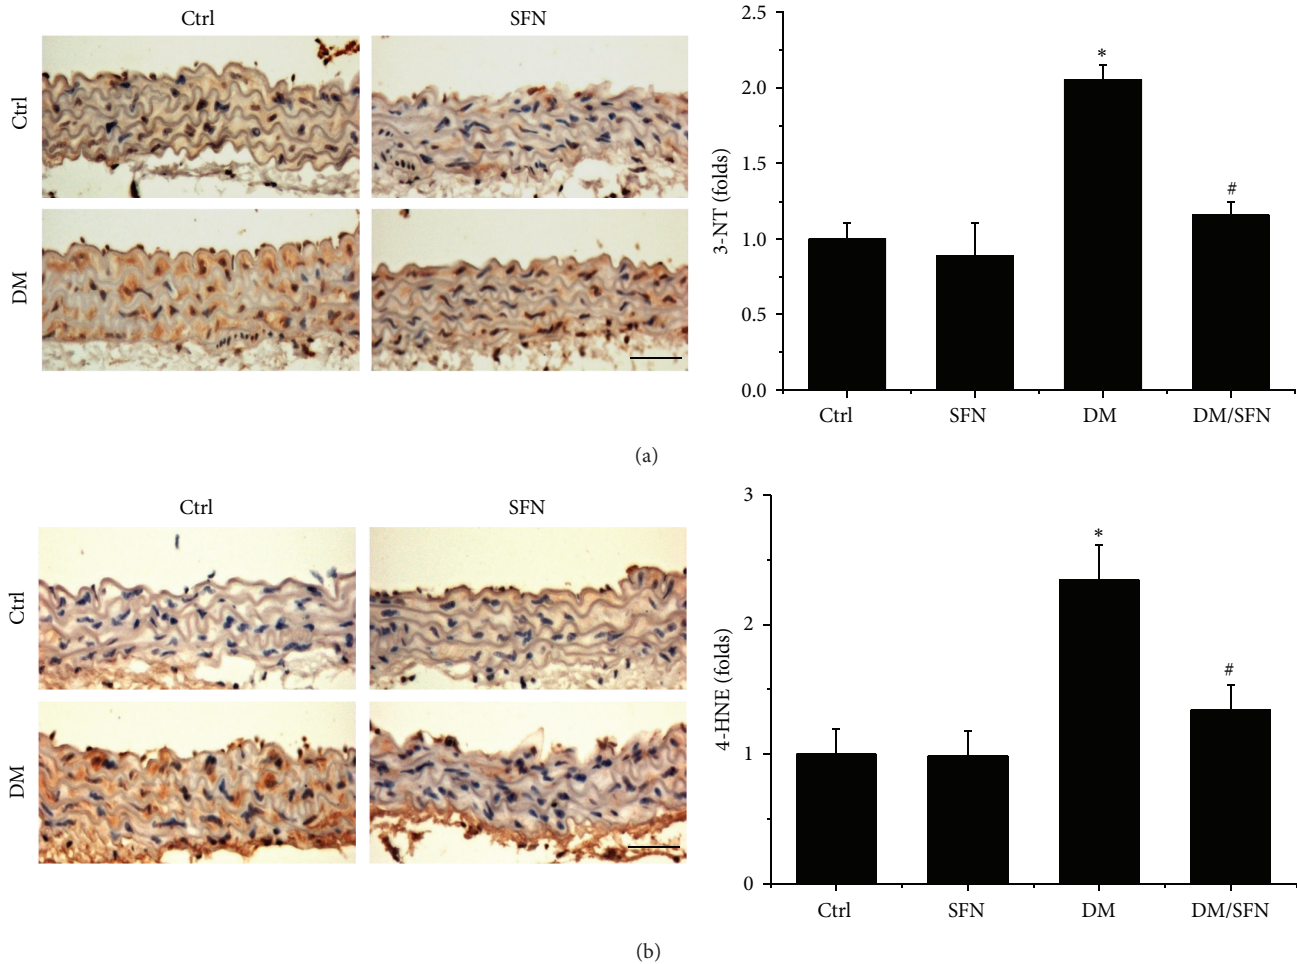 Ctrl SFN
Ctrl
DM
3-NT (folds)
2.5
2.0
1.5
1.0
0.5
0.0
*
#
Ctrl SFN DM DM/SFN
(a)
Ctrl SFN
Ctrl
DM
4-HNE (folds)
3
2
1
0
*
#
Ctrl SFN DM DM/SFN
(b)